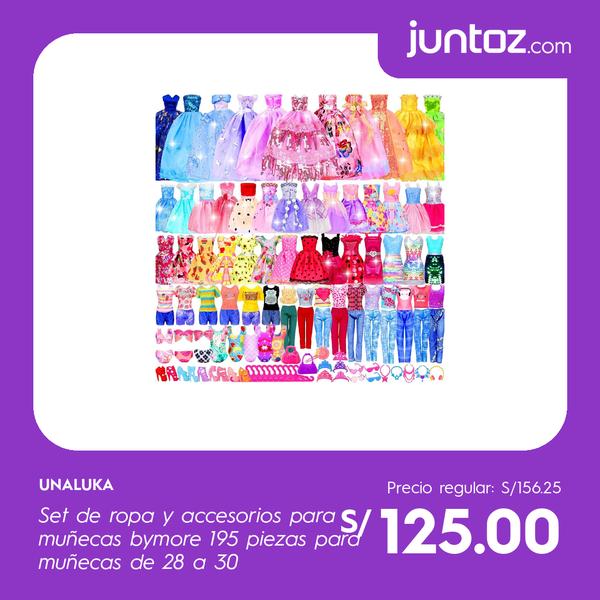 juntoz.com
UNALUKA
Precio regular: S/156.25
Set de ropa y accesorios para
muñecas bymore 195 piezas para
muñecas de 28 a 30
S/125.00